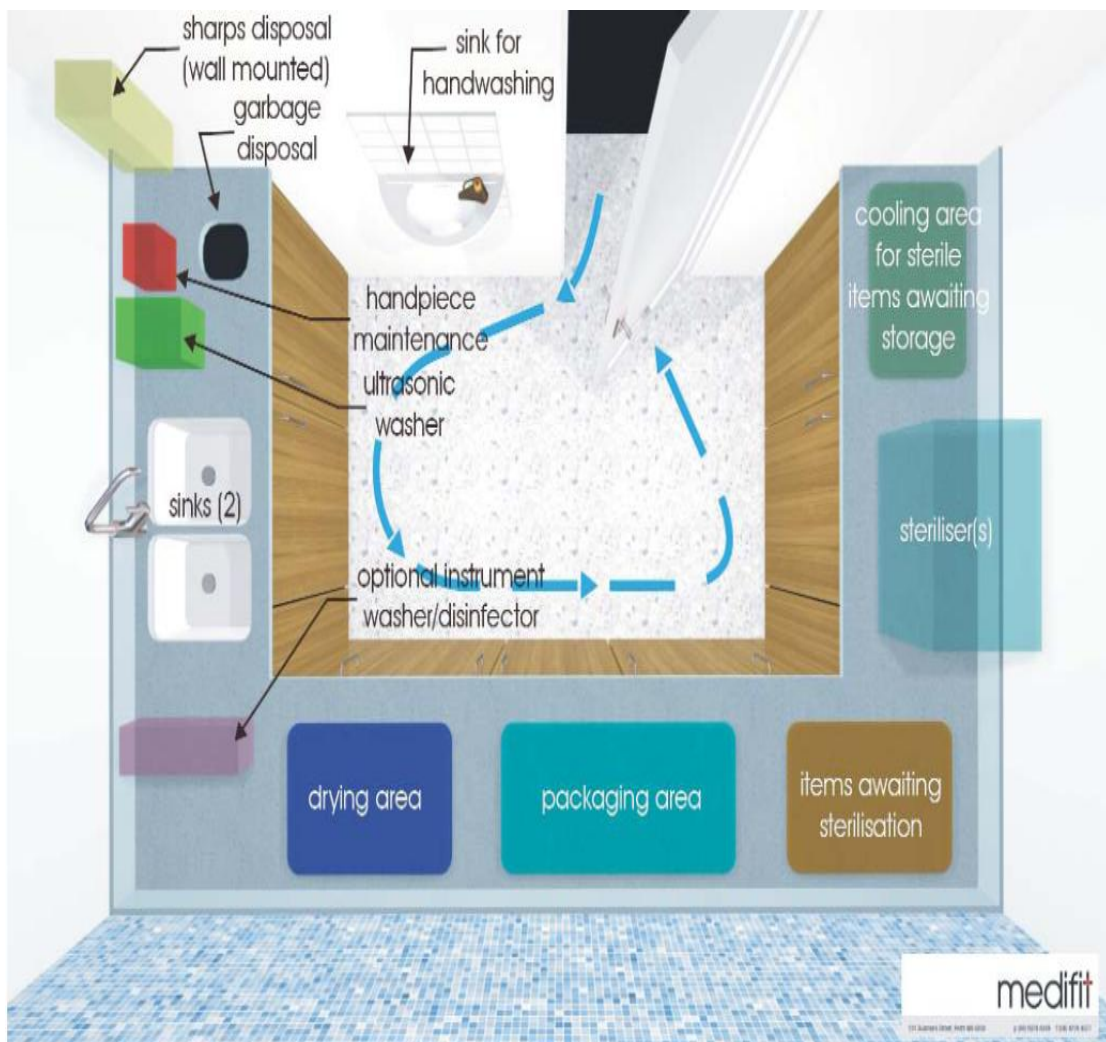 sharps disposal
(wall mounted)
garbage
disposal
sink for
handwashing
handpiece
maintenance
ultrasonic
washer
sinks (2)
optional instrument
washer/disinfector
cooling area
for sterile
items awaiting
storage
steriliser(s)
drying area
packaging area
items awaiting
sterilisation
medifit